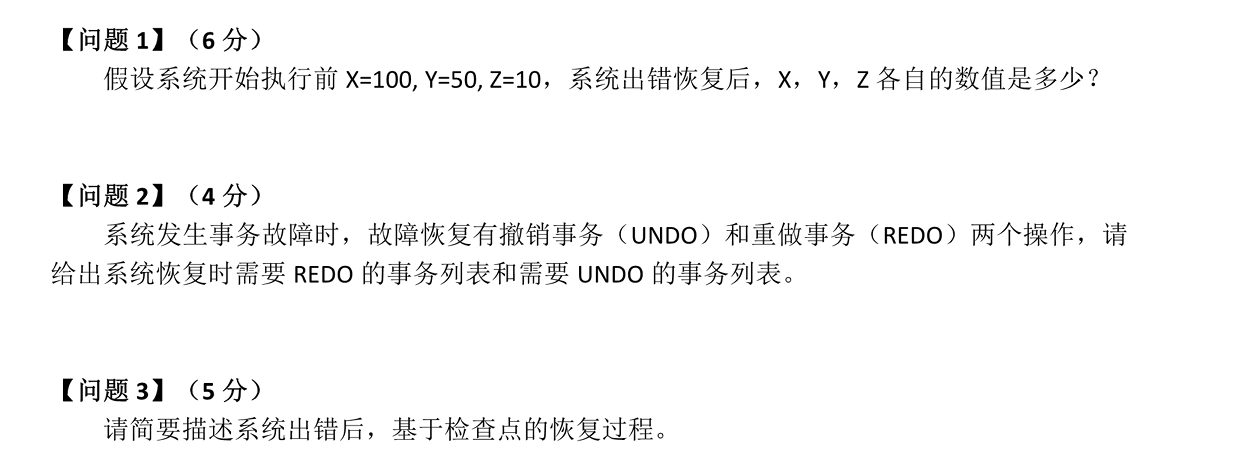 【问题 1】（6 分）
假设系统开始执行前 X=100, Y=50, Z=10，系统出错恢复后，X，Y，Z 各自的数值是多少？
【问题 2】（4 分）
系统发生事务故障时，故障恢复有撤销事务（UNDO）和重做事务（REDO）两个操作，请
给出系统恢复时需要 REDO 的事务列表和需要 UNDO 的事务列表。
【问题 3】（5 分）
请简要描述系统出错后，基于检查点的恢复过程。